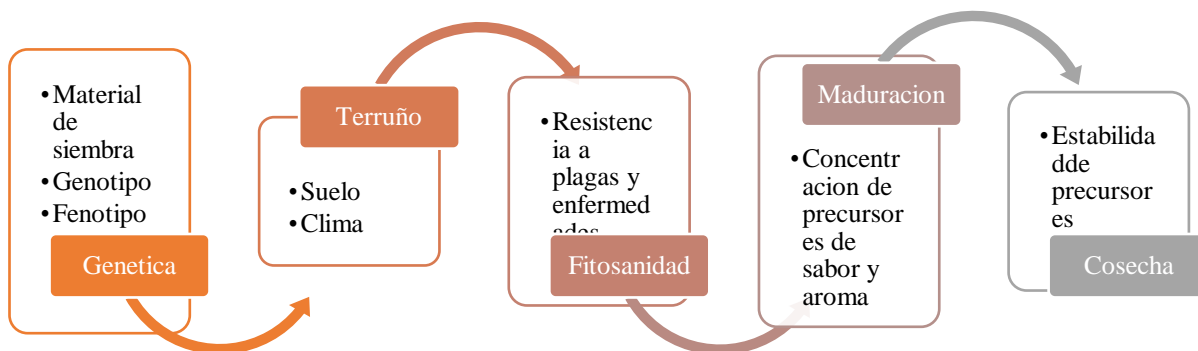 •Material
de
siembra
•Genotipo
•Fenotipo
Genetica
Terruño
•Suelo
•Clima
•Resistenc
ia a
plagas y
enfermed
ades
Fitosanidad
Maduracion
•Concentr
acion de
precursor
es de
sabor y
aroma
•Estabilida
dde
precursor
es
Cosecha